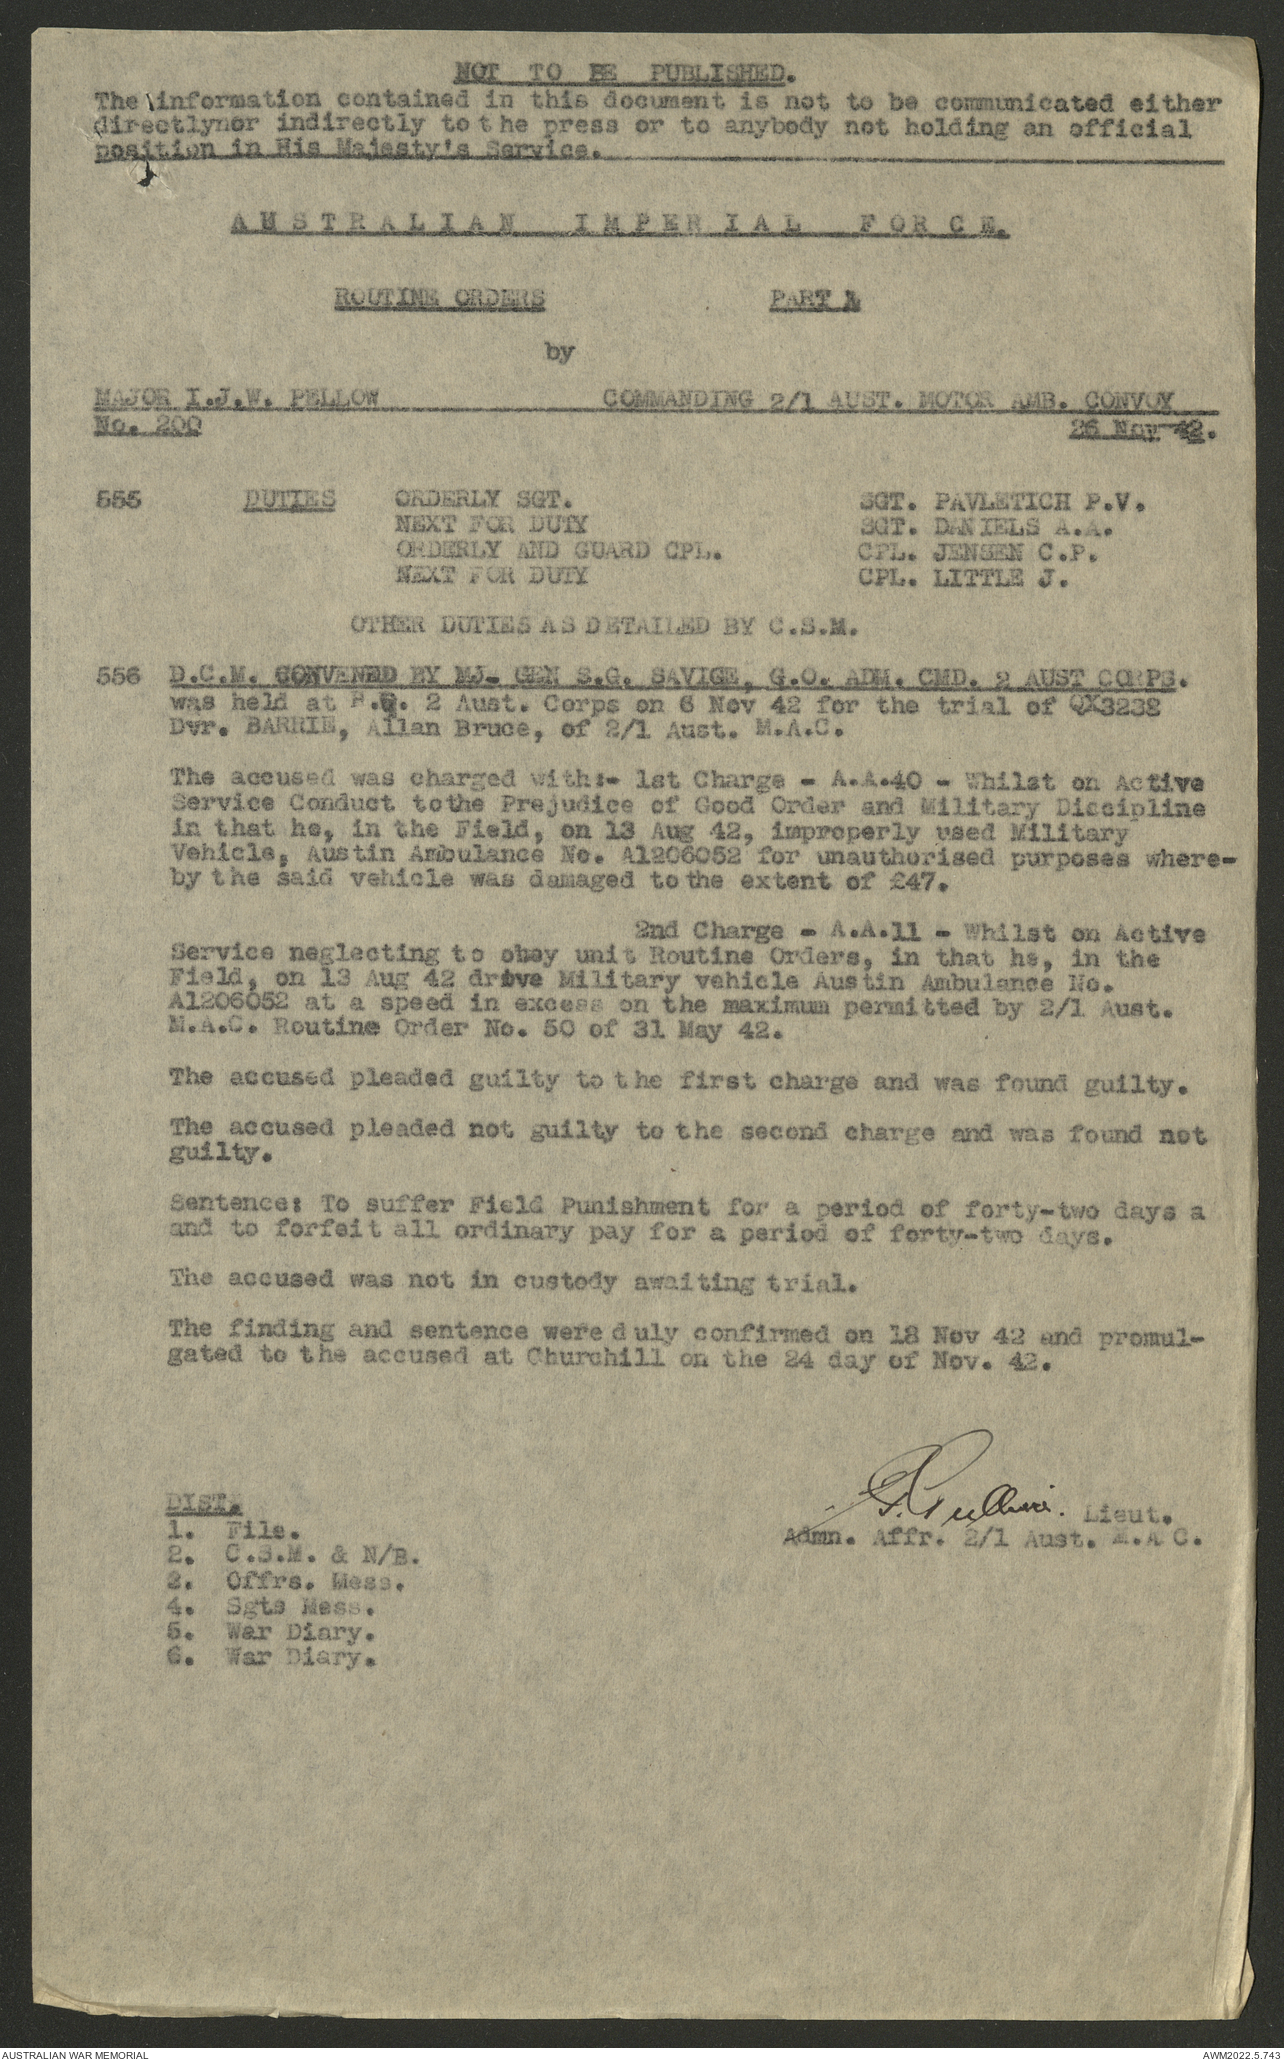 NOT TO BE PUBLISHED.
The information contained in this document is not to be communicated either
directlynor indirectly to the press or to anybody not holding an official
position in His Majesty's Service.
AUSTRALIAN IMPERIAL FORCE.
ROUTINE ORDERS PART 1
by
MAJOR I.J.W. PELLOW COMMANDING 2/1 AUST. MOTOR AMB. CONVOY
No. 200 26 Nov 42.
555 DUTIES ORDERLY SGT. SGT. PAVLETICH P.V.
NEXT FOR DUTY SGT. DANIELS A.A.
ORDERLY AND GUARD CPL. CPL. JENSEN C.P.
NEXT FOR DUTY CPL. LITTLE J.
OTHER DUTIES AS DETAILED BY C.S.M.
556 D.C.M. CONVENED BY MJ- GEN S.G. SAVIGE, G.O. ADM. CMD. 2 AUST CORPS.
was held at H.Q. 2 Aust. Corps on 6 Nov 42 for the trial of QX3238
Dvr. BARRIE, Allan Bruce, of 2/1 Aust. M.A.C.
The accused was charged with:- 1st Charge - A.A.40 - Whilst on Active
Service Conduct to the Prejudice of Good Order and Military Discipline
in that he, in the Field, on 13 Aug 42, improperly used Military
Vehicle, Austin Ambulance No. A1206052 for unauthorised purposes where-
by the said vehicle was damaged to the extent of £47.
2nd Charge - A.A.11 - Whilst on Active
Service neglecting to obey unit Routine Orders, in that he, in the
Field, on 13 Aug 42 drove Military vehicle Austin Ambulance No.
A1206052 at a speed in excess on the maximum permitted by 2/1 Aust.
M.A.C. Routine Order No. 50 of 31 May 42.
The accused pleaded guilty to the first charge and was found guilty.
The accused pleaded not guilty to the second charge and was found not
guilty.
Sentence: To suffer Field Punishment for a period of forty-two days a
and to forfeit all ordinary pay for a period of forty-two days.
The accused was not in custody awaiting trial.
The finding and sentence were duly confirmed on 18 Nov 42 and promul-
gated to the accused at Churchill on the 24 day of Nov. 42.
Lieut.
Admn. Affr. 2/1 Aust. M.A C.
DIST.
1. File.
2. C.S.M. & N/B.
3. Offrs. Mess.
4. Sgts Mess.
5. War Diary.
6. War Diary.
AUSTRALIAN WAR MEMORIAL AWM2022.5.743